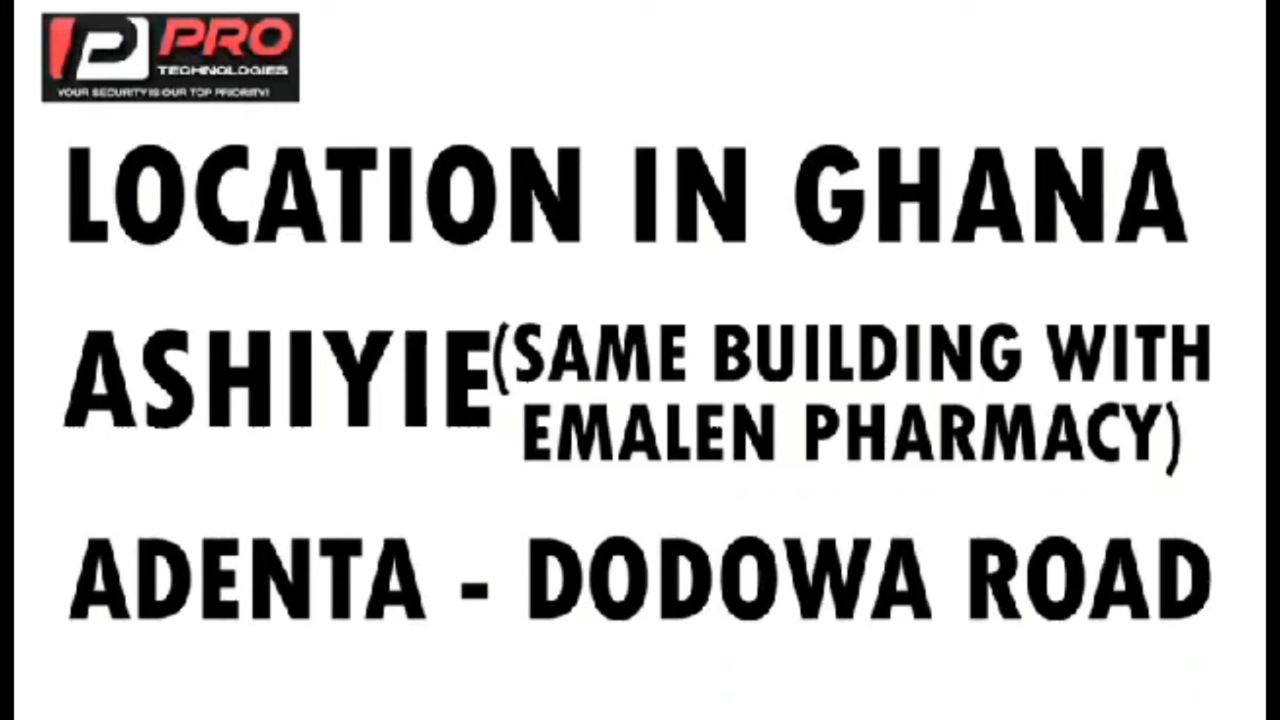 PRO
TECHNOLOGIES
YOUR SECURITY IS OUR TOP PRIORITY!
LOCATION IN GHANA
ASHIYIE (SAME BUILDING WITH
EMALEN PHARMACY)
ADENTA - DODOWA ROAD